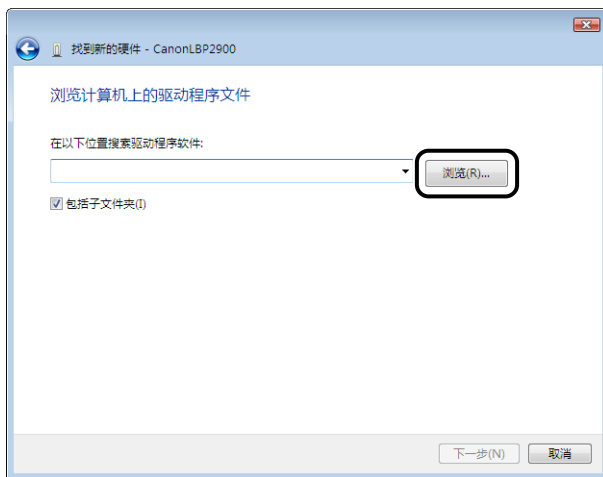 找到新的硬件 - CanonLBP2900
浏览计算机上的驱动程序文件
在以下位置搜索驱动程序软件:
浏览(R)...
包括子文件夹(I)
下一步(N) 取消